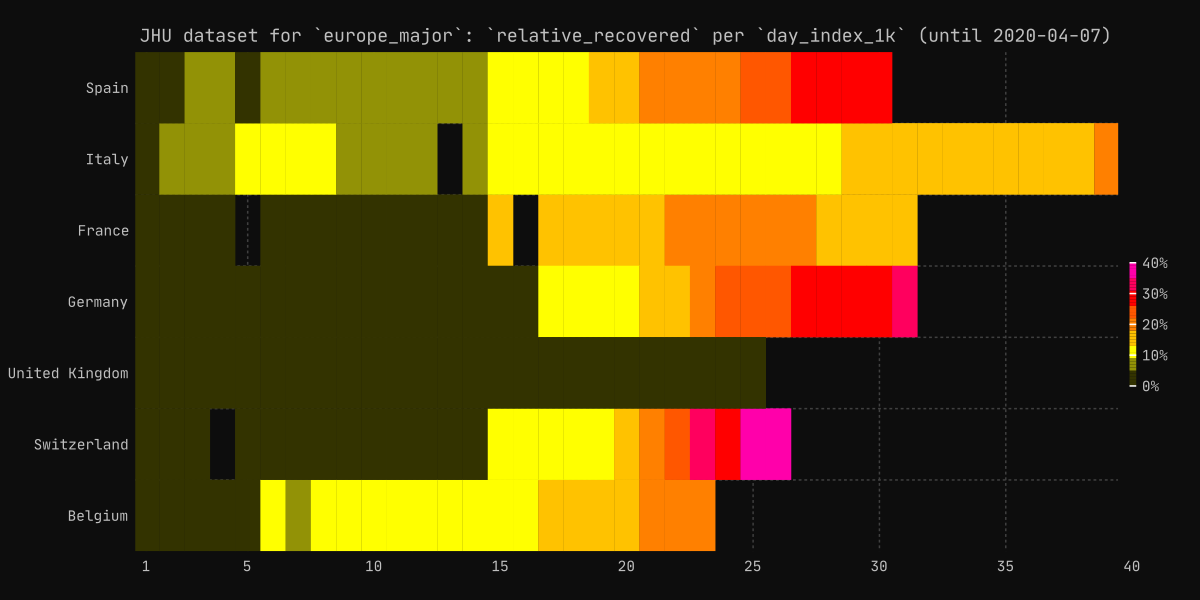 JHU dataset for `europe_major`: `relative_recovered` per `day_index_1k` (until 2020-04-07)
Spain
Italy
France
Germany
United Kingdom
Switzerland
Belgium
40%
30%
20%
10%
0%
1 5 10 15 20 25 30 35 40